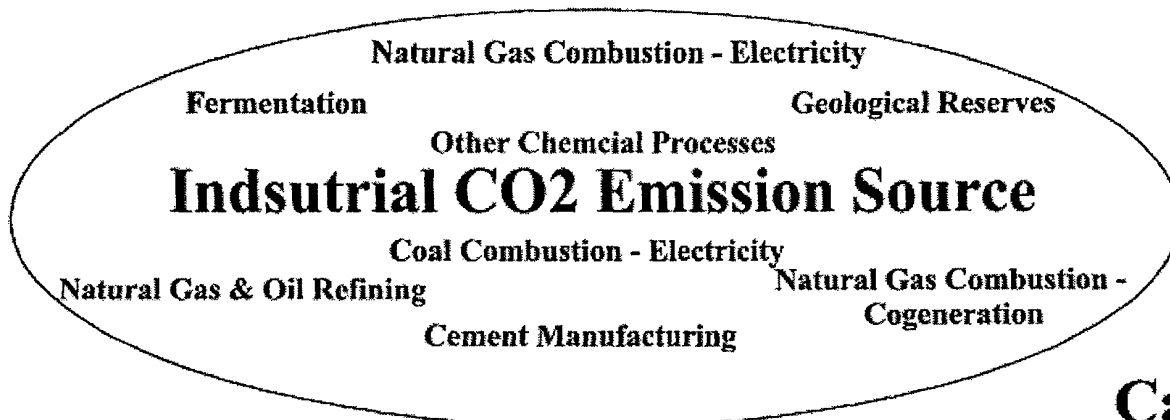 Natural Gas Combustion - Electricity
Fermentation
Geological Reserves
Other Chemcial Processes
Indsutrial CO2 Emission Source
Coal Combustion - Electricity
Natural Gas & Oil Refining
Natural Gas Combustion -
Cogeneration
Cement Manufacturing